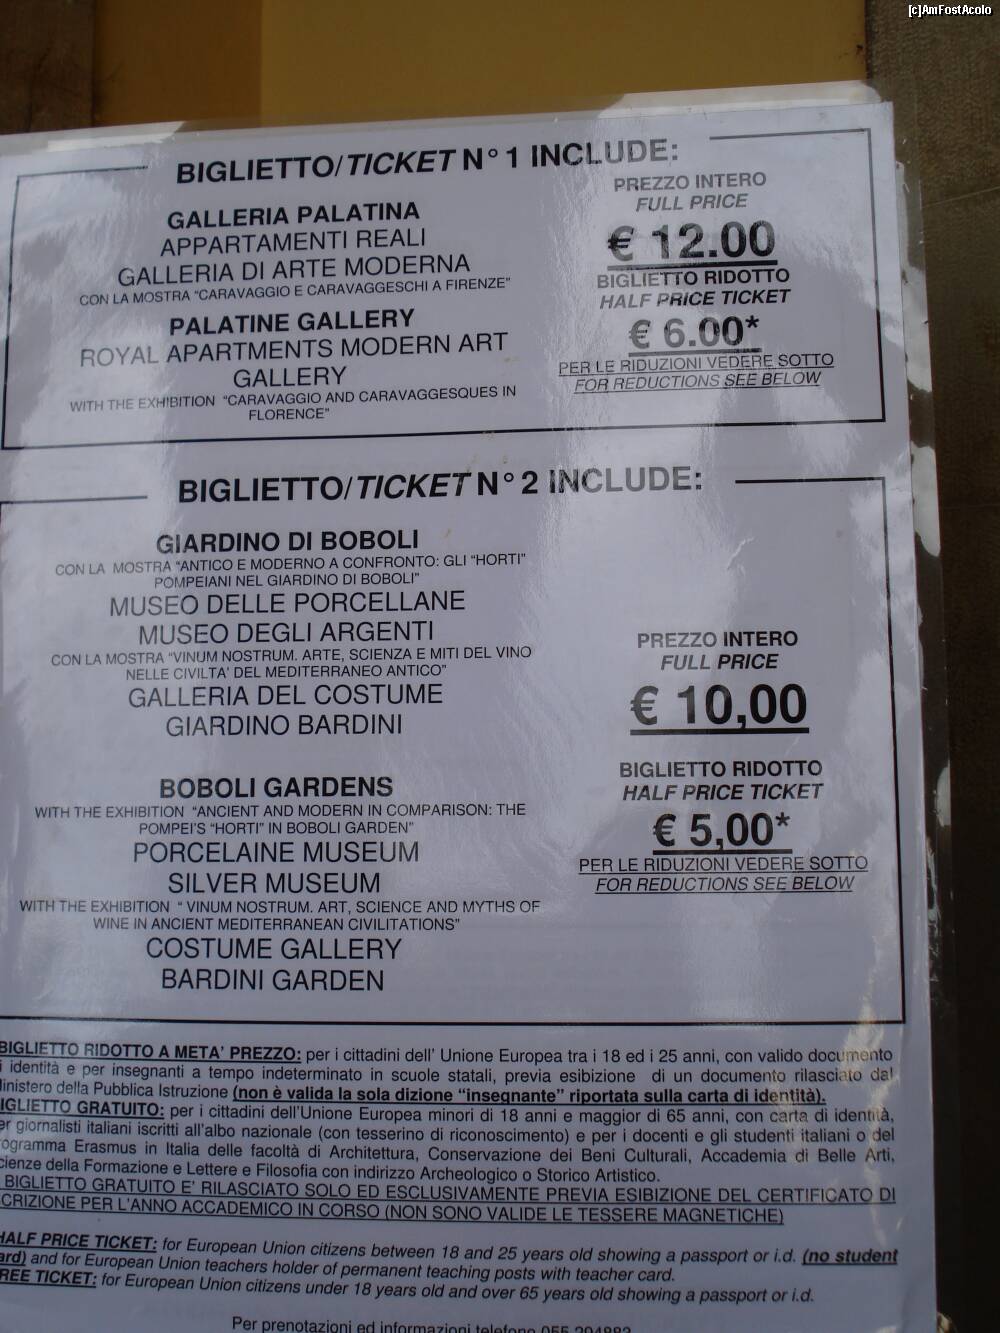 [c]AmFostAcolo
BIGLIETTO/TICKET N° 1 INCLUDE:
GALLERIA PALATINA
APPARTAMENTI REALI
GALLERIA DI ARTE MODERNA
CON LA MOSTRA "CARAVAGGIO E CARAVAGGESCHI A FIRENZE"
PALATINE GALLERY
ROYAL APARTMENTS MODERN ART
GALLERY
WITH THE EXHIBITION "CARAVAGGIO AND CARAVAGGESQUES IN
FLORENCE"
PREZZO INTERO
FULL PRICE
€ 12.00
BIGLIETTO RIDOTTO
HALF PRICE TICKET
€ 6.00*
PER LE RIDUZIONI VEDERE SOTTO
FOR REDUCTIONS SEE BELOW
BIGLIETTO/TICKET N° 2 INCLUDE:
GIARDINO DI BOBOLI
CON LA MOSTRA "ANTICO E MODERNO A CONFRONTO: GLI "HORTI"
POMPEIANI NEL GIARDINO DI BOBOLI"
MUSEO DELLE PORCELLANE
MUSEO DEGLI ARGENTI
CON LA MOSTRA "VINUM NOSTRUM. ARTE, SCIENZA E MITI DEL VINO
NELLE CIVILTA' DEL MEDITERRANEO ANTICO"
GALLERIA DEL COSTUME
GIARDINO BARDINI
BOBOLI GARDENS
WITH THE EXHIBITION "ANCIENT AND MODERN IN COMPARISON: THE
POMPEI'S "HORTI" IN BOBOLI GARDEN"
PORCELAINE MUSEUM
SILVER MUSEUM
WITH THE EXHIBITION " VINUM NOSTRUM. ART, SCIENCE AND MYTHS OF
WINE IN ANCIENT MEDITERRANEAN CIVILITATIONS"
COSTUME GALLERY
BARDINI GARDEN
PREZZO INTERO
FULL PRICE
€ 10,00
BIGLIETTO RIDOTTO
HALF PRICE TICKET
€ 5,00*
PER LE RIDUZIONI VEDERE SOTTO
FOR REDUCTIONS SEE BELOW
BIGLIETTO RIDOTTO A META' PREZZO: per i cittadini dell' Unione Europea tra i 18 ed i 25 anni, con valido documento
i identità e per insegnanti a tempo indeterminato in scuole statali, previa esibizione di un documento rilasciato dal
inistero della Pubblica Istruzione (non è valida la sola dizione "insegnante" riportata sulla carta di identità).
IGLIETTO GRATUITO: per i cittadini dell'Unione Europea minori di 18 anni e maggior di 65 anni, con carta di identità,
er giornalisti italiani iscritti all'albo nazionale (con tesserino di riconoscimento) e per i docenti e gli studenti italiani o del
ogramma Erasmus in Italia delle facoltà di Architettura, Conservazione dei Beni Culturali, Accademia di Belle Arti,
cienze della Formazione e Lettere e Filosofia con indirizzo Archeologico o Storico Artistico.
BIGLIETTO GRATUITO E' RILASCIATO SOLO ED ESCLUSIVAMENTE PREVIA ESIBIZIONE DEL CERTIFICATO DI
CRIZIONE PER L'ANNO ACCADEMICO IN CORSO (NON SONO VALIDE LE TESSERE MAGNETICHE)
HALF PRICE TICKET: for European Union citizens between 18 and 25 years old showing a passport or i.d. (no student
ard) and for European Union teachers holder of permanent teaching posts with teacher card.
REE TICKET: for European Union citizens under 18 years old and over 65 years old showing a passport or i.d.
Per prenotazioni ed informazioni telefono 055 294883